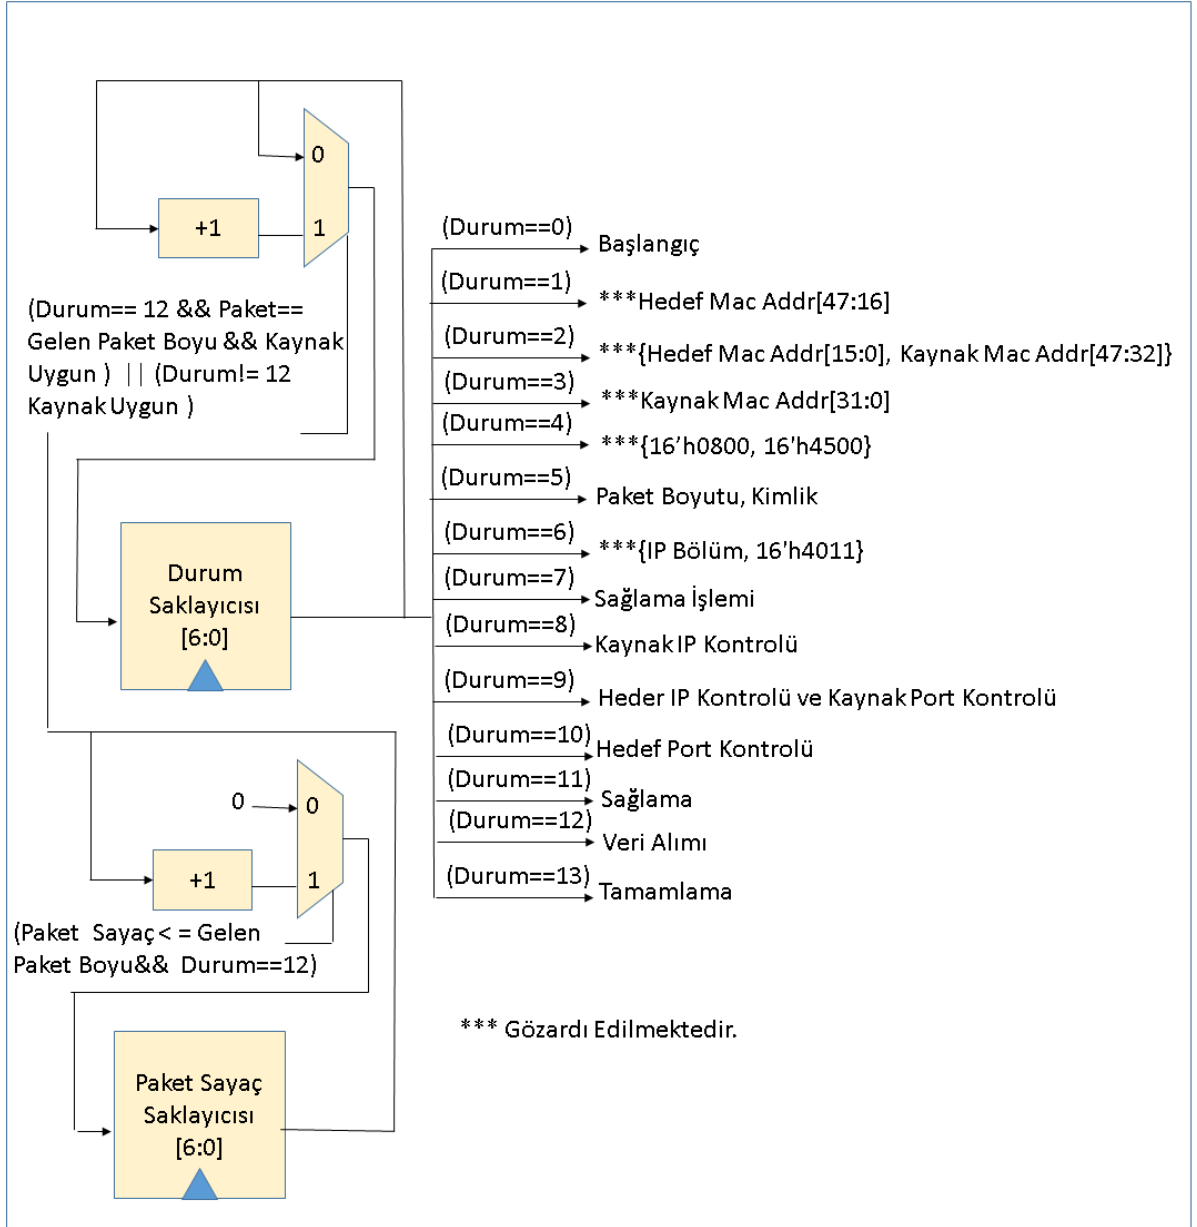 0
+1
1
(Durum== 12 && Paket==
Gelen Paket Boyu && Kaynak
Uygun ) || (Durum!= 12
Kaynak Uygun )
Durum
Saklayıcısı
[6:0]
0
0
+1
1
(Paket Sayaç < = Gelen
Paket Boyu&& Durum==12)
Paket Sayaç
Saklayıcısı
[6:0]
(Durum==0)
Başlangıç
(Durum==1)
***Hedef Mac Addr[47:16]
(Durum==2)
***{Hedef Mac Addr[15:0], Kaynak Mac Addr[47:32]}
(Durum==3)
***Kaynak Mac Addr[31:0]
(Durum==4)
***{16’h0800, 16'h4500}
(Durum==5)
Paket Boyutu, Kimlik
(Durum==6)
***{IP Bölüm, 16'h4011}
(Durum==7)
Sağlama İşlemi
(Durum==8)
Kaynak IP Kontrolü
(Durum==9)
Heder IP Kontrolü ve Kaynak Port Kontrolü
(Durum==10)
Hedef Port Kontrolü
(Durum==11)
Sağlama
(Durum==12)
Veri Alımı
(Durum==13)
Tamamlama
*** Gözardı Edilmektedir.